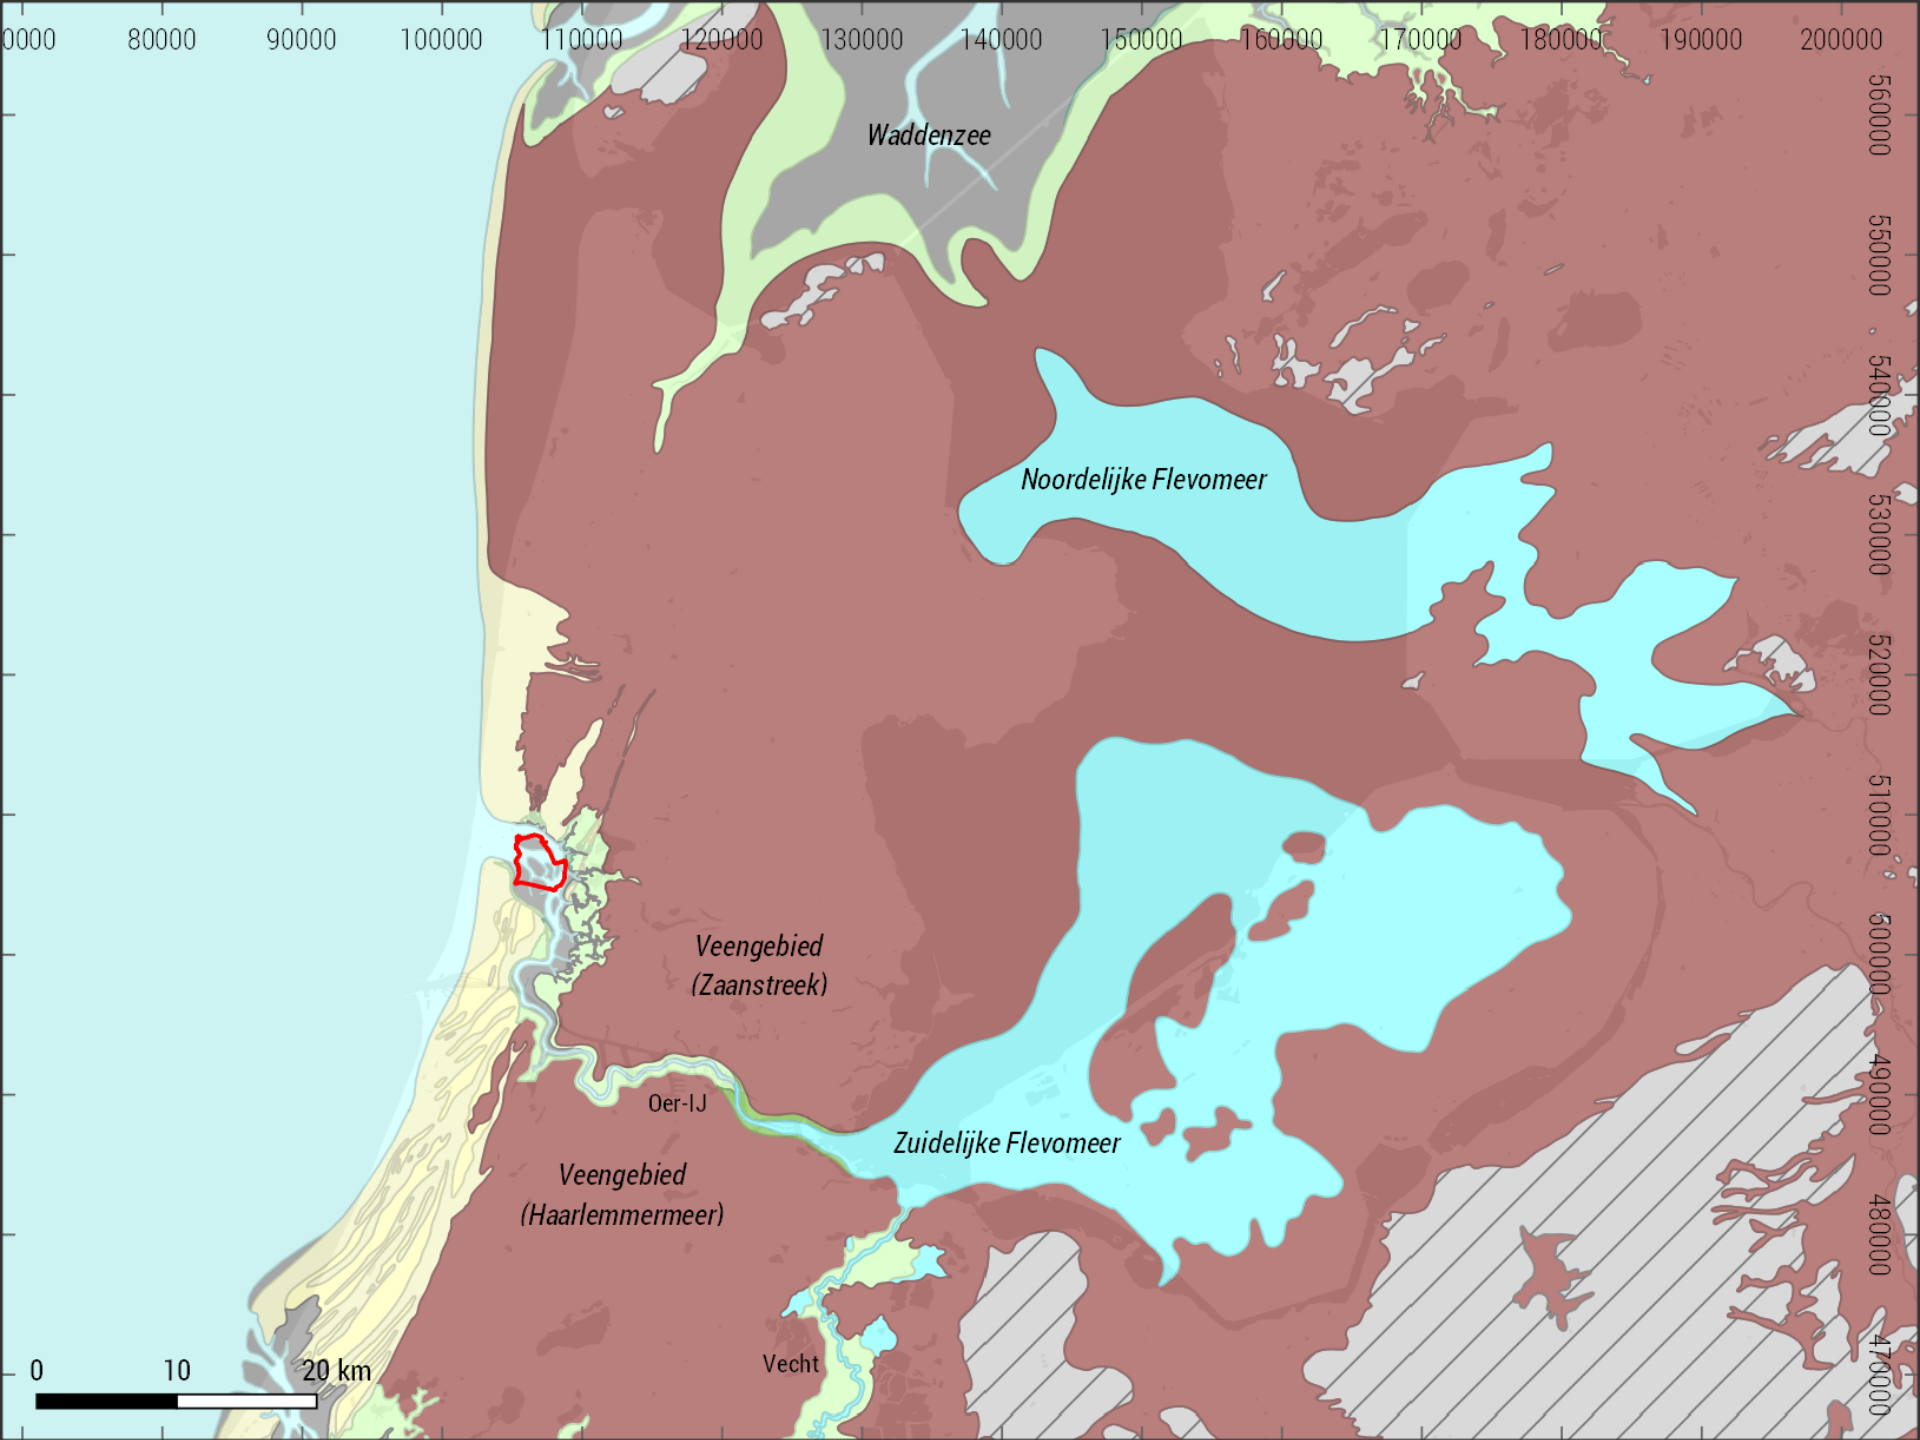 0000 80000 90000 100000 110000 120000 130000 140000 150000 160000 170000 180000 190000 200000
560000
Waddenzee
550000
540000
Noordelijke Flevomeer
530000
520000
510000
500000
Veengebied
(Zaanstreek)
490000
Oer-IJ
Zuidelijke Flevomeer
Veengebied
(Haarlemmermeer)
480000
Vecht
470000
0 10 20 km